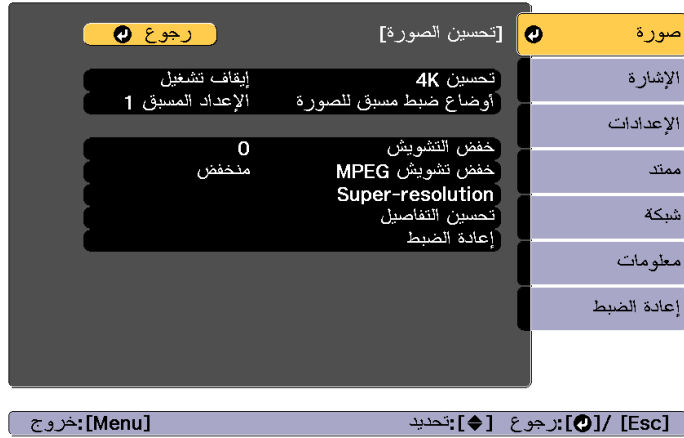 صورة
الإشارة
الإعدادات
ممتد
شبكة
معلومات
إعادة الضبط
[تحسين الصورة] رجوع
تحسين 4K إيقاف تشغيل
أوضاع ضبط مسبق للصورة الإعداد المسبق 1
خفض التشويش 0
خفض تشويش MPEG منخفض
Super-resolution
تحسين التفاصيل
إعادة الضبط
[Esc] /[]:رجوع []:تحديد [Menu]:خروج